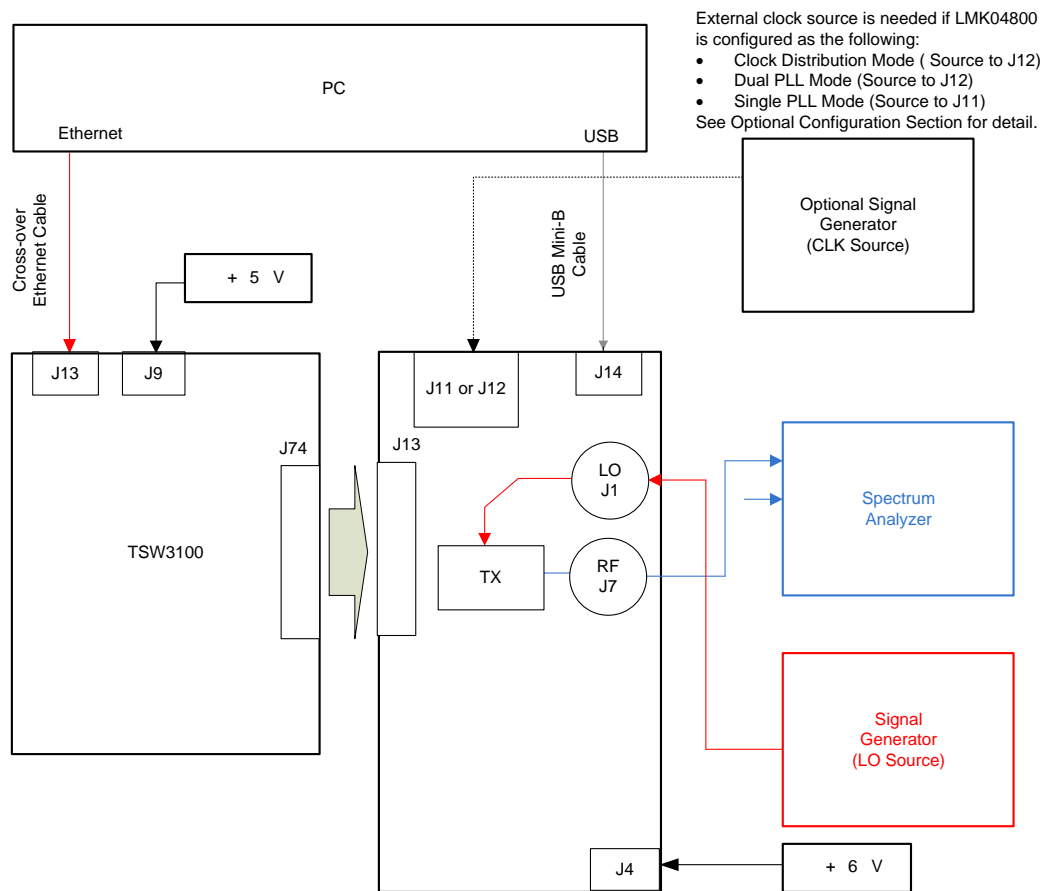 External clock source is needed if LMK04800
is configured as the following:
• Clock Distribution Mode ( Source to J12)
• Dual PLL Mode (Source to J12)
• Single PLL Mode (Source to J11)
See Optional Configuration Section for detail.
PC
Ethernet
USB
Cross-over
Ethernet Cable
USB Mini-B
Cable
Optional Signal
Generator
(CLK Source)
+ 5 V
J13
J9
J11 or J12
J14
J74
J13
LO
J1
Spectrum
Analyzer
TSW3100
TX
RF
J7
Signal
Generator
(LO Source)
J4
+ 6 V